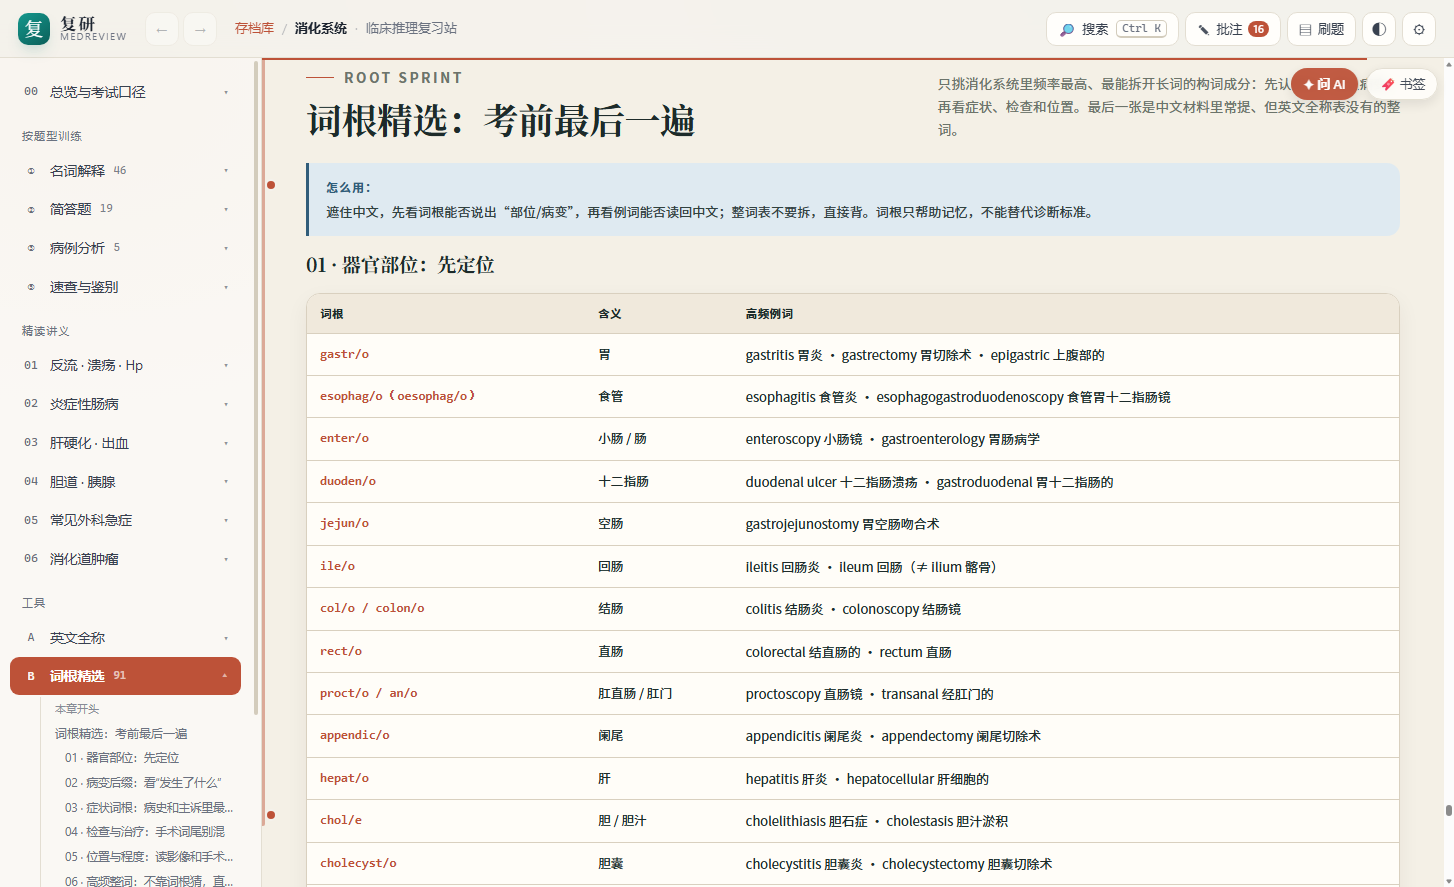 复 复研
MEDREVIEW
← →
存档库 / 消化系统 · 临床推理复习站
搜索 Ctrl K
批注 16
刷题
00 总览与考试口径
按题型训练
名词解释 46
简答题 19
病例分析 5
速查与鉴别
精读讲义
01 反流 · 溃疡 · Hp
02 炎症性肠病
03 肝硬化 · 出血
04 胆道 · 胰腺
05 常见外科急症
06 消化道肿瘤
工具
A 英文全称
B 词根精选 91
本章开头
词根精选：考前最后一遍
01 · 器官部位：先定位
02 · 病变后缀：看“发生了什么”
03 · 症状词根：病史和主诉里最...
04 · 检查与治疗：手术词尾别混
05 · 位置与程度：读影像和手术...
06 · 高频整词：不靠词根猜，直...
ROOT SPRINT
词根精选：考前最后一遍
只挑消化系统里频率最高、最能拆开长词的构词成分：先认
再看症状、检查和位置。最后一张是中文材料里常提、但英文全称表没有的整
词。
✦ 问 AI
书签
怎么用：
遮住中文，先看词根能否说出“部位/病变”，再看例词能否读回中文；整词表不要拆，直接背。词根只帮助记忆，不能替代诊断标准。
01 · 器官部位：先定位
词根 含义 高频例词
gastr/o 胃 gastritis 胃炎 • gastrectomy 胃切除术 • epigastric 上腹部的
esophag/o（oesophag/o） 食管 esophagitis 食管炎 • esophagogastroduodenoscopy 食管胃十二指肠镜
enter/o 小肠 / 肠 enteroscopy 小肠镜 • gastroenterology 胃肠病学
duoden/o 十二指肠 duodenal ulcer 十二指肠溃疡 • gastroduodenal 胃十二指肠的
jejun/o 空肠 gastrojejunostomy 胃空肠吻合术
ile/o 回肠 ileitis 回肠炎 • ileum 回肠（≠ ilium 髂骨）
col/o / colon/o 结肠 colitis 结肠炎 • colonoscopy 结肠镜
rect/o 直肠 colorectal 结直肠的 • rectum 直肠
proct/o / an/o 肛直肠 / 肛门 proctoscopy 直肠镜 • transanal 经肛门的
appendic/o 阑尾 appendicitis 阑尾炎 • appendectomy 阑尾切除术
hepat/o 肝 hepatitis 肝炎 • hepatocellular 肝细胞的
chol/e 胆 / 胆汁 cholelithiasis 胆石症 • cholestasis 胆汁淤积
cholecyst/o 胆囊 cholecystitis 胆囊炎 • cholecystectomy 胆囊切除术